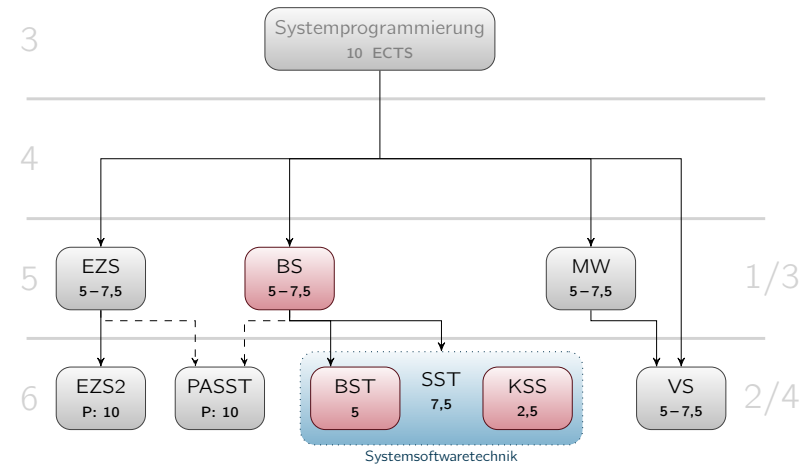 3
Systemprogrammierung
10 ECTS
4
5
EZS
5–7,5
BS
5–7,5
MW
5–7,5
1/3
6
EZS2
P: 10
PASST
P: 10
BST
5
SST
7,5
KSS
2,5
VS
5–7,5
2/4
Systemsoftwaretechnik